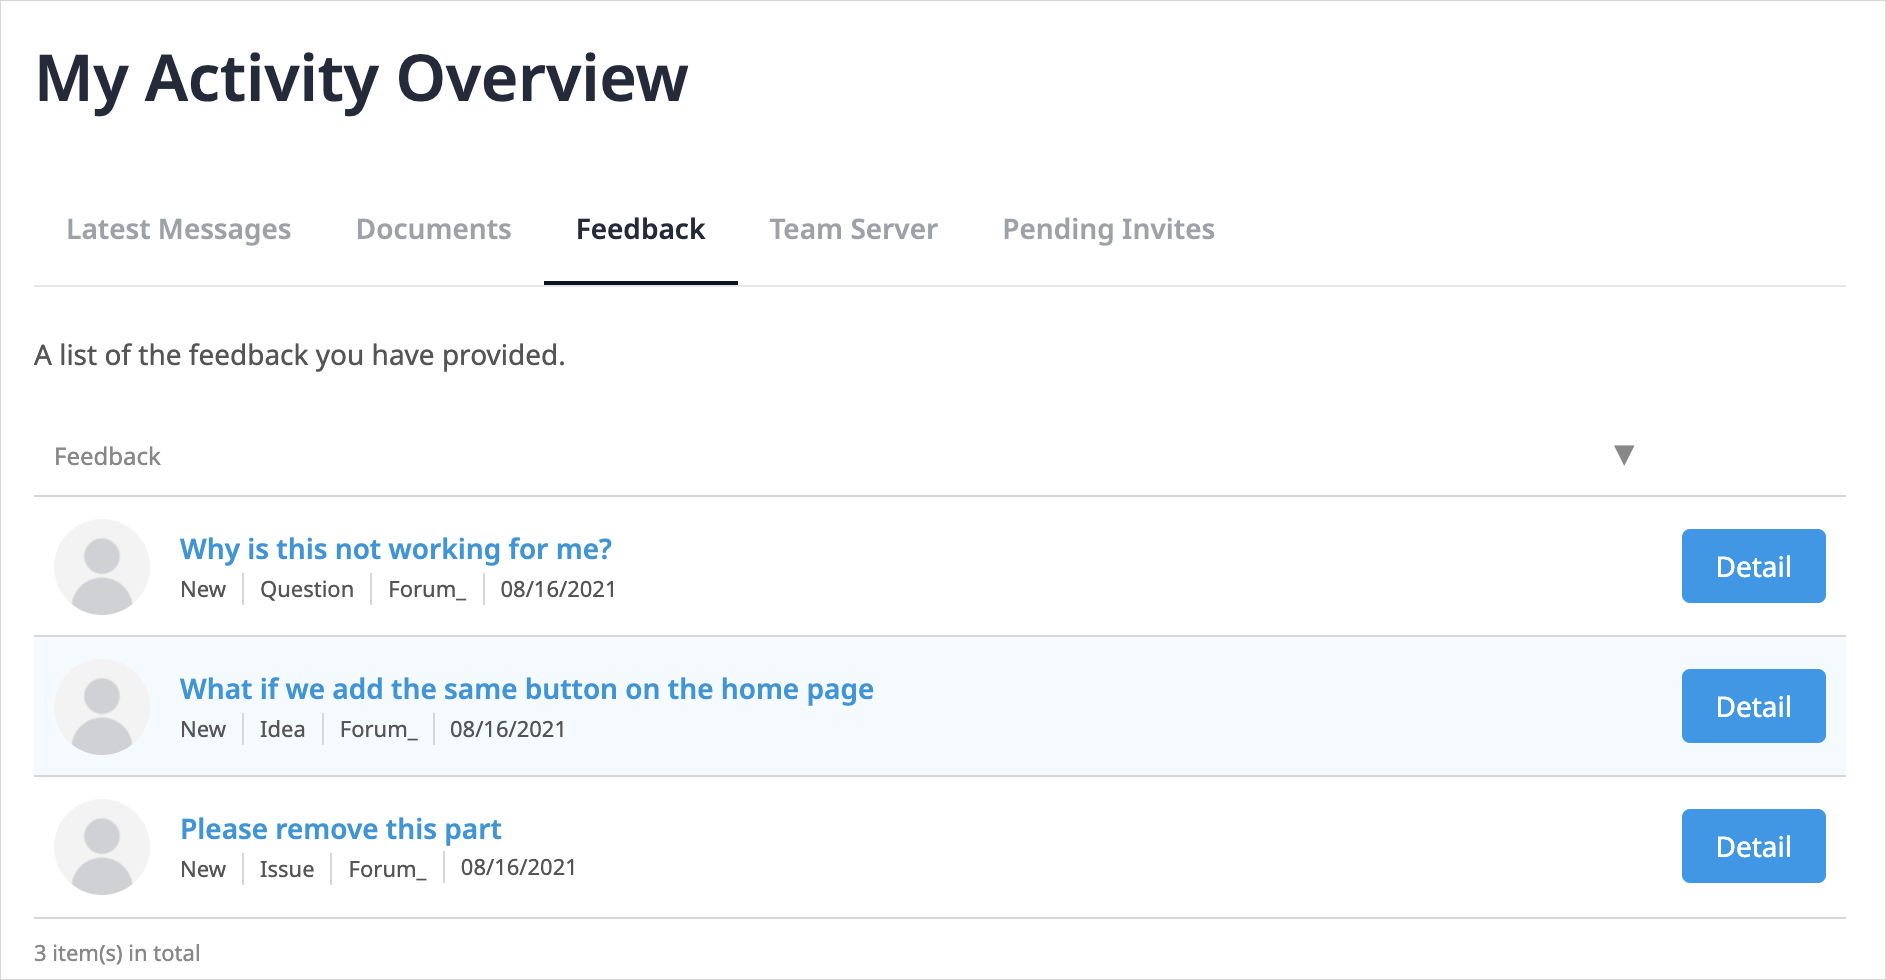 My Activity Overview
Latest Messages Documents Feedback Team Server Pending Invites
A list of the feedback you have provided.
Feedback ▼
Why is this not working for me?
New | Question | Forum_ | 08/16/2021
Detail
What if we add the same button on the home page
New | Idea | Forum_ | 08/16/2021
Detail
Please remove this part
New | Issue | Forum_ | 08/16/2021
Detail
3 item(s) in total